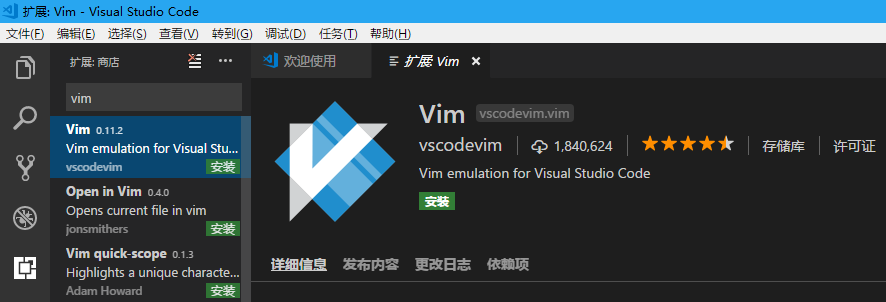 扩展: Vim - Visual Studio Code
文件(F) 编辑(E) 选择(S) 查看(V) 转到(G) 调试(D) 任务(T) 帮助(H)
扩展: 商店
vim
Vim 0.11.2
Vim emulation for Visual Stu...
vscodevim 安装
Open in Vim 0.4.0
Opens current file in vim
jonsmithers 安装
Vim quick-scope 0.1.3
Highlights a unique characte...
Adam Howard 安装
欢迎使用 扩展: Vim
Vim vscodevim.vim
vscodevim 1,840,624 存储库 许可证
Vim emulation for Visual Studio Code
安装
详细信息 发布内容 更改日志 依赖项